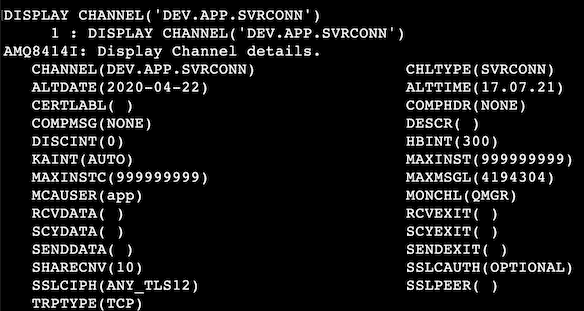 DISPLAY CHANNEL('DEV.APP.SVRCONN')
1 : DISPLAY CHANNEL('DEV.APP.SVRCONN')
AMQ8414I: Display Channel details.
CHANNEL(DEV.APP.SVRCONN) CHLTYPE(SVRCONN)
ALTDATE(2020-04-22) ALTTIME(17.07.21)
CERTLABL( ) COMPHDR(NONE)
COMPMSG(NONE) DESCR( )
DISCINT(0) HBINT(300)
KAINT(AUTO) MAXINST(999999999)
MAXINSTC(999999999) MAXMSGL(4194304)
MCAUSER(app) MONCHL(QMGR)
RCVDATA( ) RCVEXIT( )
SCYDATA( ) SCYEXIT( )
SENDDATA( ) SENDEXIT( )
SHARECNV(10) SSLCAUTH(OPTIONAL)
SSLCIPH(ANY_TLS12) SSLPEER( )
TRPTYPE(TCP)